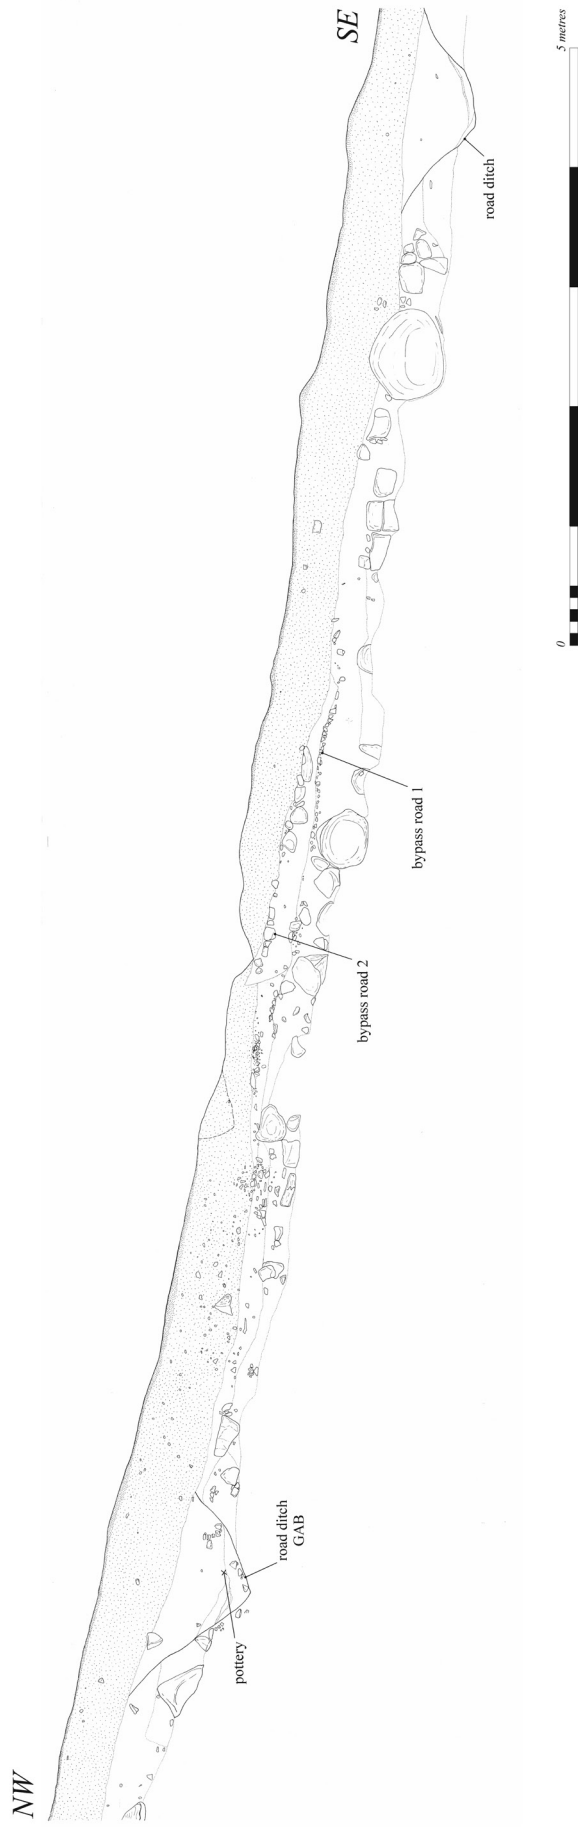 NW
SE
pottery
road ditch
GAB
bypass road 2
bypass road 1
road ditch
0
5 metres